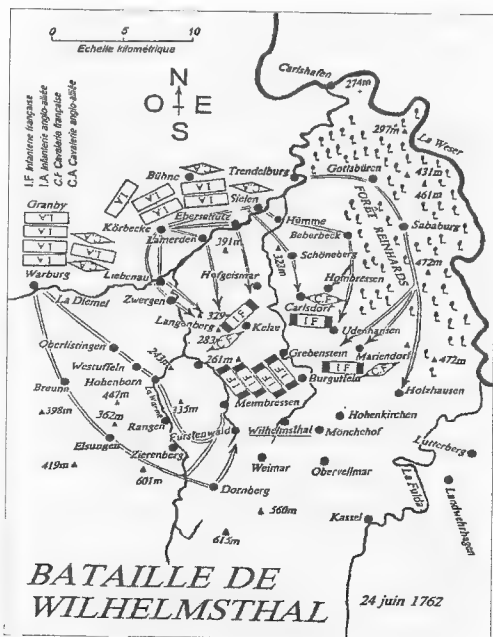 0 5 10
Echelle kilométrique
N
O E
S
I.F Infanterie française
I.A Infanterie anglo-alliée
C.F Cavalerie française
C.A Cavalerie anglo-alliée
Carlshafen
274m
La Weser
297m
Bühne
Trendelburg
Gottsbüren
431m
461m
Granby
I.A
I.A
I.A
Sielen
Körbecke
Hümme
Sababurg
FORET REINHARDS
Lamerden
391m
Beberbeck
Warburg
Schöneberg
472m
Liebenau
320m
Hofgeismar
Hombressen
La Diemel
Zwergen
Carlsdorf
C.F
329
I.F
Langenberg
I.F
Kelze
Udenhausen
283
Oberlistingen
Grebenstein
Mariendorf
261m
I.F
472m
Westuffeln
Burguffeln
Holzhausen
Hohenborn
I.F
I.F
I.F
I.F
447m
Breuna
Meimbressen
335m
398m
362m
Hohenkirchen
Rangen
Fürstenwald
Wilhelmsthal
Mönchehof
Elsungen
Zierenberg
Lutterberg
419m
Weimar
Obervellmar
601m
La Fulda
Dornberg
Landwehrhagen
560m
Kassel
615m
BATAILLE DE
WILHELMSTHAL
24 juin 1762